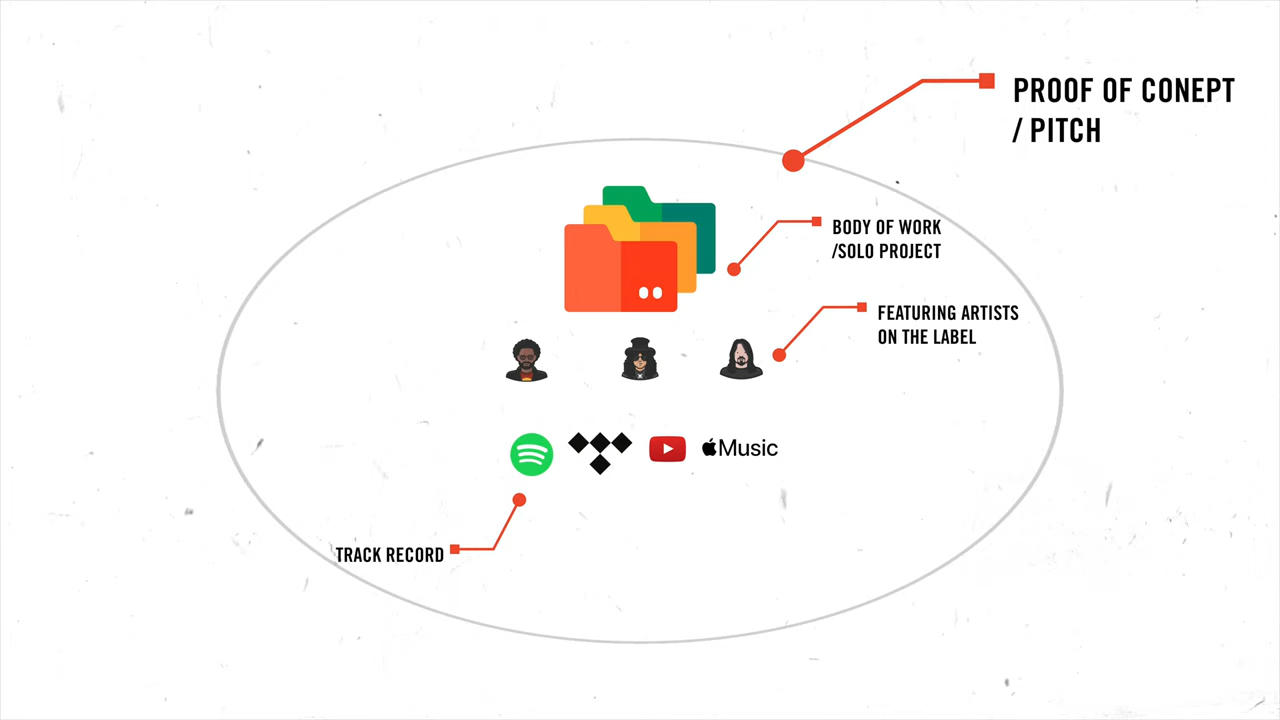 PROOF OF CONEPT
/ PITCH
BODY OF WORK
/SOLO PROJECT
FEATURING ARTISTS
ON THE LABEL
Music
TRACK RECORD